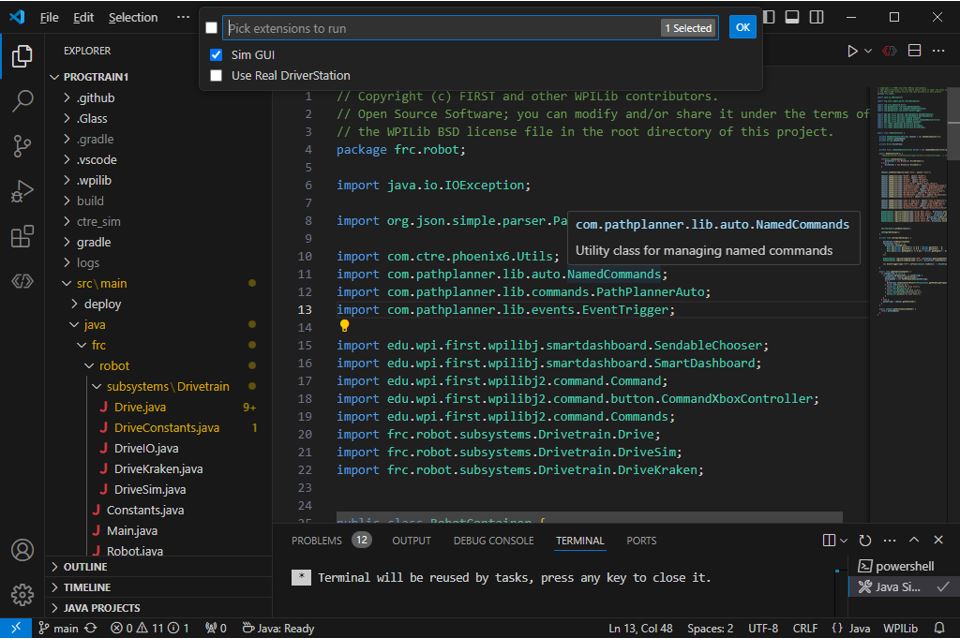 File Edit Selection ···
Pick extensions to run
1 Selected
OK
Sim GUI
Use Real DriverStation
EXPLORER
PROGTRAIN1
.github
.Glass
.gradle
.vscode
.wpilib
build
ctre_sim
gradle
logs
src\main
deploy
java
frc
robot
subsystems\Drivetrain
Drive.java 9+
DriveConstants.java 1
DriveIO.java
DriveKraken.java
DriveSim.java
Constants.java
Main.java
Robot.java
OUTLINE
TIMELINE
JAVA PROJECTS
1 // Copyright (c) FIRST and other WPILib contributors.
2 // Open Source Software; you can modify and/or share it under the terms of
3 // the WPILib BSD license file in the root directory of this project.
4 package frc.robot;
5
6 import java.io.IOException;
7
8 import org.json.simple.parser.Pa
com.pathplanner.lib.auto.NamedCommands
Utility class for managing named commands
9
10 import com.ctre.phoenix6.Utils;
11 import com.pathplanner.lib.auto.NamedCommands;
12 import com.pathplanner.lib.commands.PathPlannerAuto;
13 import com.pathplanner.lib.events.EventTrigger;
14
15 import edu.wpi.first.wpilibj.smartdashboard.SendableChooser;
16 import edu.wpi.first.wpilibj.smartdashboard.SmartDashboard;
17 import edu.wpi.first.wpilibj2.command.Command;
18 import edu.wpi.first.wpilibj2.command.button.CommandXboxController;
19 import edu.wpi.first.wpilibj2.command.Commands;
20 import frc.robot.subsystems.Drivetrain.Drive;
21 import frc.robot.subsystems.Drivetrain.DriveSim;
22 import frc.robot.subsystems.Drivetrain.DriveKraken;
23
24
25 public class RobotContainer {
PROBLEMS 12 OUTPUT DEBUG CONSOLE TERMINAL PORTS
* Terminal will be reused by tasks, press any key to close it.
powershell
Java Si...
main 0 11 1 0 Java: Ready Ln 13, Col 48 Spaces: 2 UTF-8 CRLF {} Java WPILib